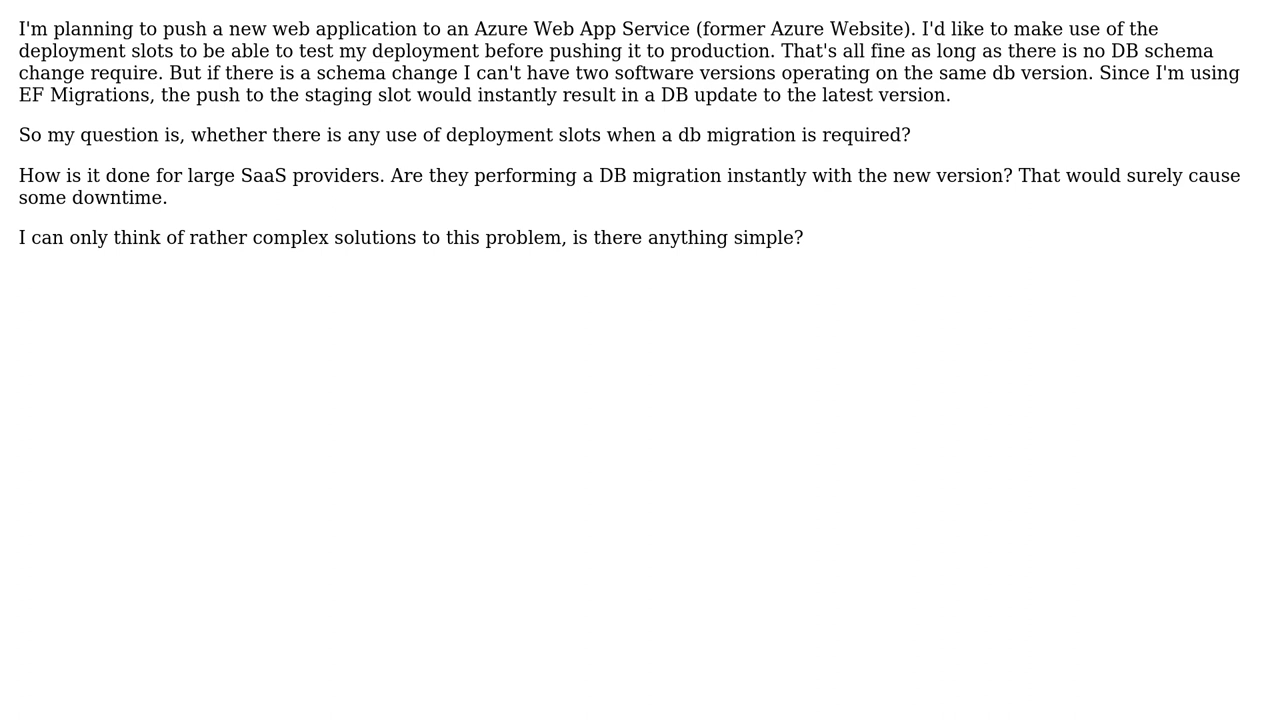 I'm planning to push a new web application to an Azure Web App Service (former Azure Website). I'd like to make use of the
deployment slots to be able to test my deployment before pushing it to production. That's all fine as long as there is no DB schema
change require. But if there is a schema change I can't have two software versions operating on the same db version. Since I'm using
EF Migrations, the push to the staging slot would instantly result in a DB update to the latest version.
So my question is, whether there is any use of deployment slots when a db migration is required?
How is it done for large SaaS providers. Are they performing a DB migration instantly with the new version? That would surely cause
some downtime.
I can only think of rather complex solutions to this problem, is there anything simple?